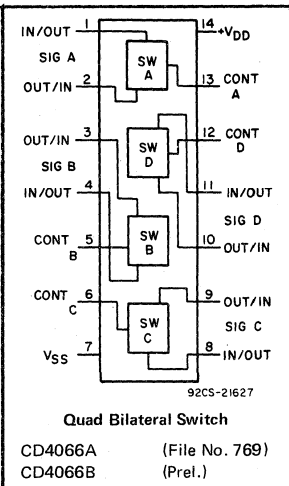 IN/OUT 1 14 +VDD
SIG A
SW A
OUT/IN 2 13 CONT A
OUT/IN 3 12 CONT D
SIG B
SW D
IN/OUT 4 11 IN/OUT
SIG D
CONT B 5 10 OUT/IN
SW B
CONT C 6 9 OUT/IN
SIG C
SW C
VSS 7 8 IN/OUT
92CS-21627
Quad Bilateral Switch
CD4066A (File No. 769)
CD4066B (Prel.)